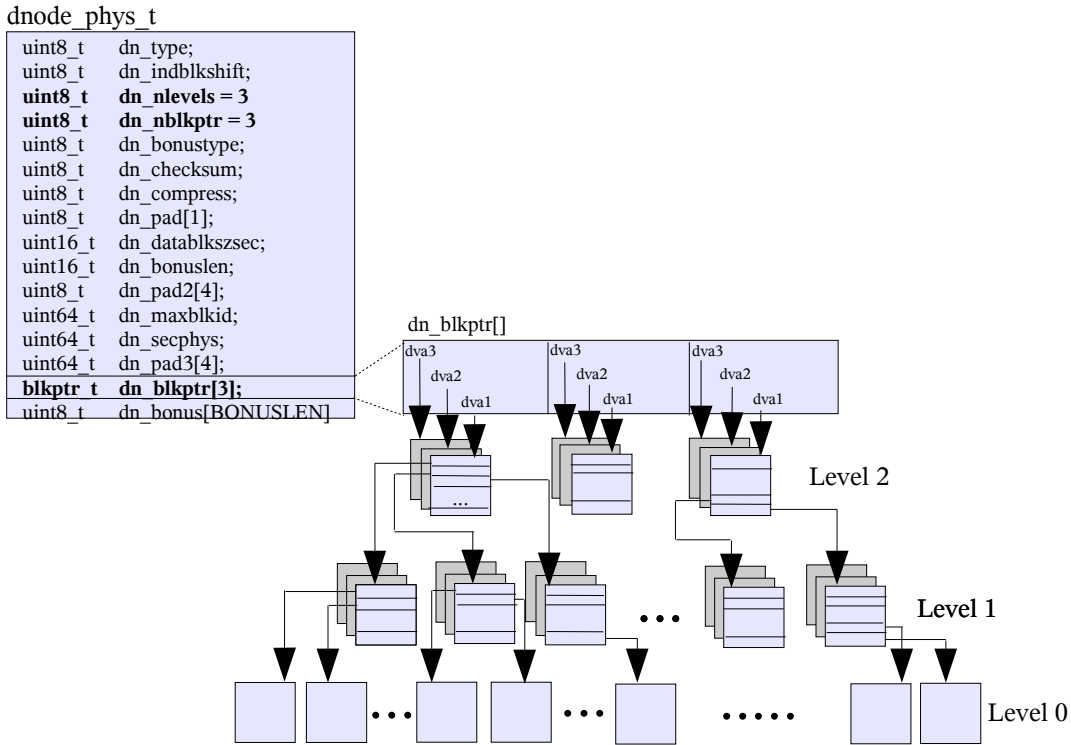 dnode_phys_t
uint8_t dn_type;
uint8_t dn_indblkshift;
uint8_t dn_nlevels = 3
uint8_t dn_nblkptr = 3
uint8_t dn_bonustype;
uint8_t dn_checksum;
uint8_t dn_compress;
uint8_t dn_pad[1];
uint16_t dn_datablkszsec;
uint16_t dn_bonuslen;
uint8_t dn_pad2[4];
uint64_t dn_maxblkid;
uint64_t dn_secphys;
uint64_t dn_pad3[4];
blkptr_t dn_blkptr[3];
uint8_t dn_bonus[BONUSLEN]
dn_blkptr[]
dva3 dva3 dva3
dva2 dva2 dva2
dva1 dva1 dva1
...
Level 2
Level 1
Level 0